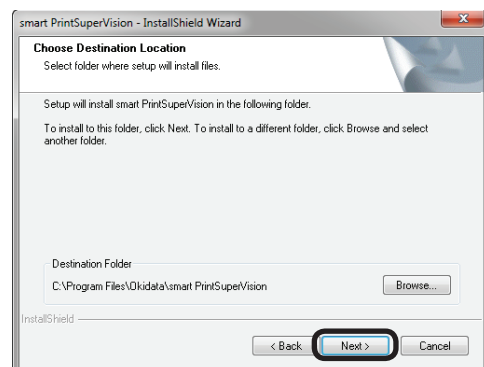 smart PrintSuperVision - InstallShield Wizard
Choose Destination Location
Select folder where setup will install files.
Setup will install smart PrintSuperVision in the following folder.
To install to this folder, click Next. To install to a different folder, click Browse and select
another folder.
Destination Folder
C:\Program Files\Okidata\smart PrintSuperVision
Browse...
InstallShield
< Back
Next >
Cancel